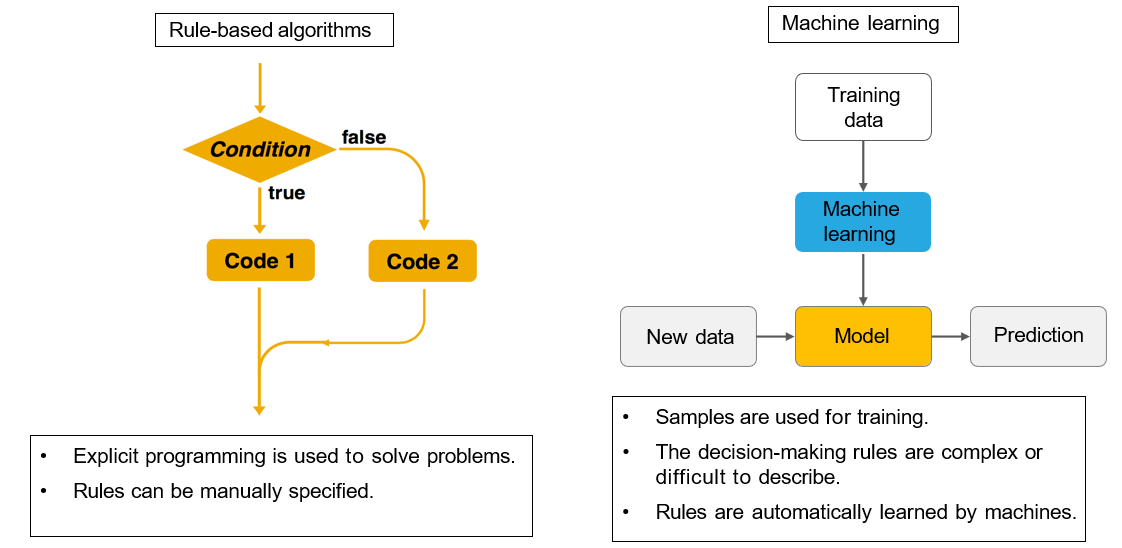 Rule-based algorithms
Condition
false
true
Code 1
Code 2
• Explicit programming is used to solve problems.
• Rules can be manually specified.
Machine learning
Training
data
Machine
learning
New data
Model
Prediction
• Samples are used for training.
• The decision-making rules are complex or
difficult to describe.
• Rules are automatically learned by machines.